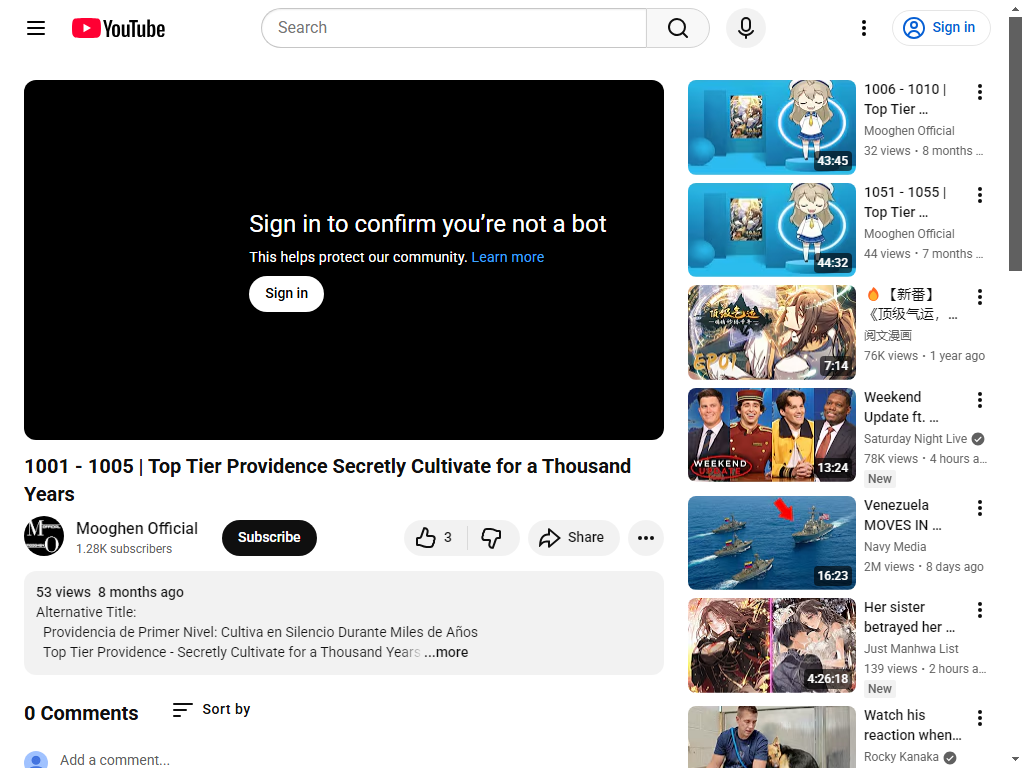 YouTube
Search
Sign in
Sign in to confirm you’re not a bot
This helps protect our community. Learn more
Sign in
1001 - 1005 | Top Tier Providence Secretly Cultivate for a Thousand
Years
Mooghen Official
1.28K subscribers
Subscribe
3
Share
53 views 8 months ago
Alternative Title:
Providencia de Primer Nivel: Cultiva en Silencio Durante Miles de Años
Top Tier Providence - Secretly Cultivate for a Thousand Years ...more
0 Comments
Sort by
Add a comment...
1006 - 1010 |
Top Tier ...
Mooghen Official
32 views • 8 months ...
43:45
1051 - 1055 |
Top Tier ...
Mooghen Official
44 views • 7 months ...
44:32
🔥【新番】
《顶级气运，...
阅文漫画
76K views • 1 year ago
顶级气运
EP01
7:14
Weekend
Update ft. ...
Saturday Night Live
78K views • 4 hours a...
New
WEEKEND
UPDATE
13:24
Venezuela
MOVES IN ...
Navy Media
2M views • 8 days ago
16:23
Her sister
betrayed her ...
Just Manhwa List
139 views • 2 hours a...
New
4:26:18
Watch his
reaction when...
Rocky Kanaka